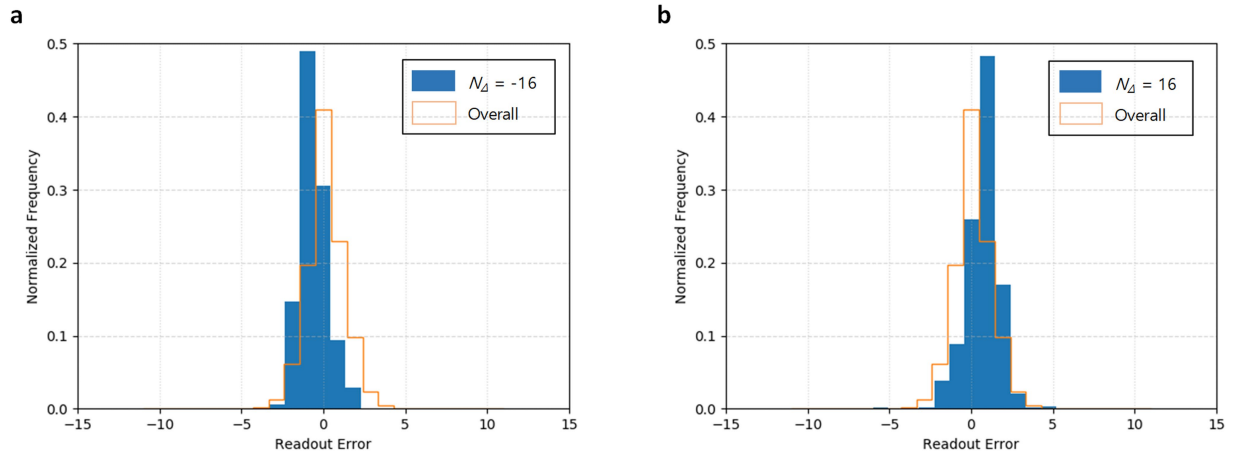 a
0.5
0.4
0.3
0.2
0.1
0.0
Normalized Frequency
−15 −10 −5 0 5 10 15
Readout Error
N_Δ = -16
Overall
b
0.5
0.4
0.3
0.2
0.1
0.0
Normalized Frequency
−15 −10 −5 0 5 10 15
Readout Error
N_Δ = 16
Overall